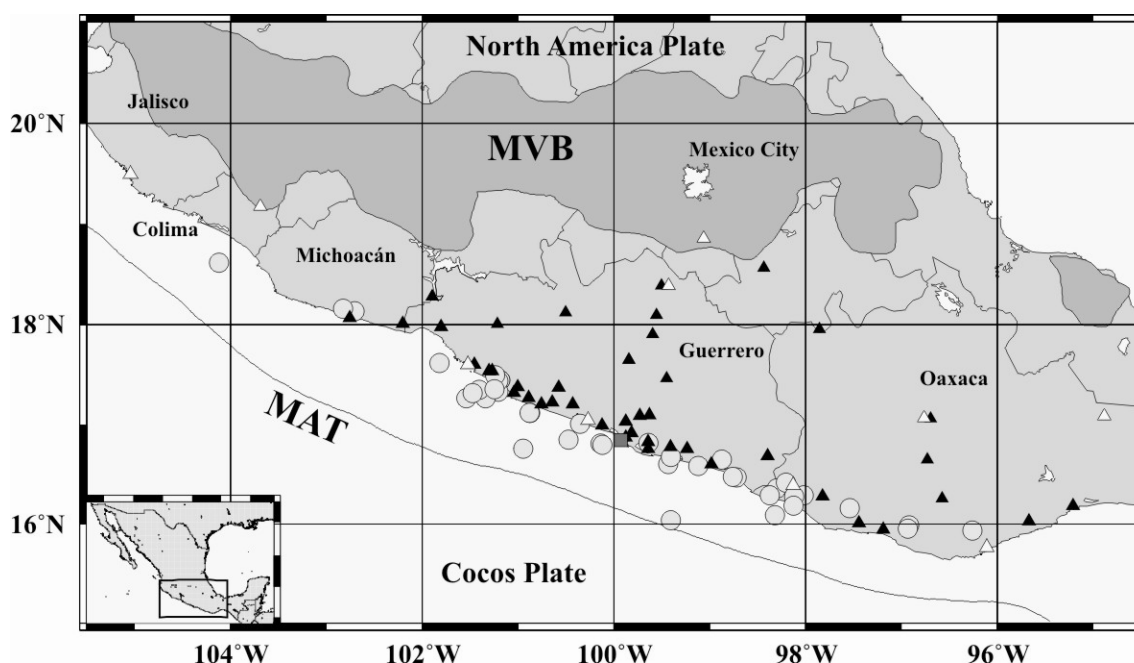 North America Plate
Jalisco
20°N
MVB
Mexico City
Colima
Michoacán
18°N
Guerrero
Oaxaca
MAT
16°N
Cocos Plate
104°W
102°W
100°W
98°W
96°W